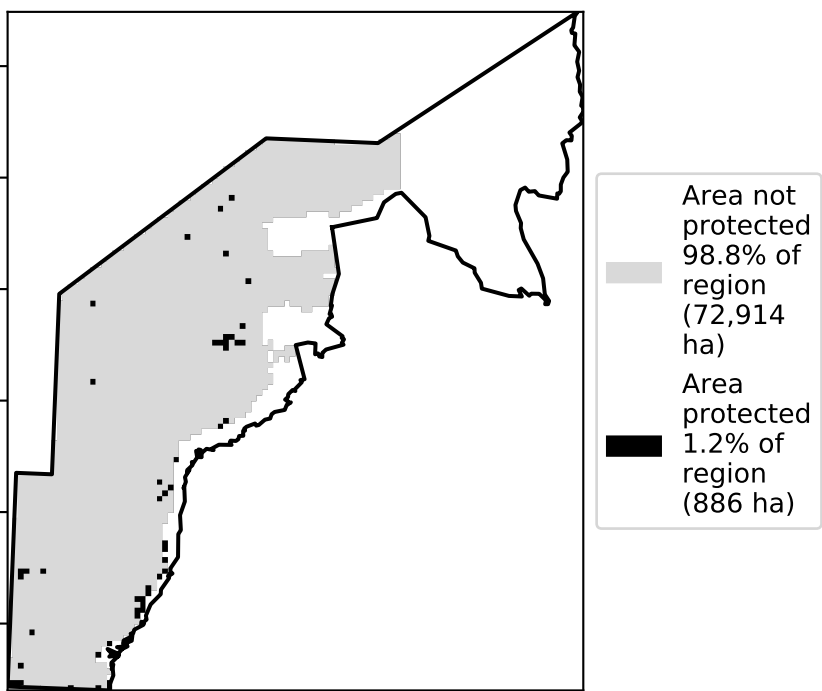 Area not
protected
98.8% of
region
(72,914
ha)
Area
protected
1.2% of
region
(886 ha)